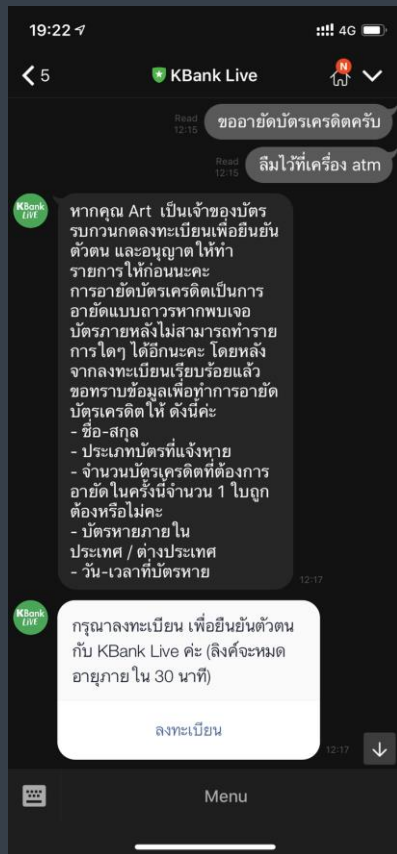 19:22
4G
5
KBank Live
N
Read
12:15
ขออายัดบัตรเครดิตครับ
Read
12:15
ลืมไว้ที่เครื่อง atm
KBank
LIVE
หากคุณ Art เป็นเจ้าของบัตร
รบกวนกดลงทะเบียนเพื่อยืนยัน
ตัวตน และอนุญาตให้ทำ
รายการให้ก่อนนะคะ
การอายัดบัตรเครดิตเป็นการ
อายัดแบบถาวรหากพบเจอ
บัตรภายหลังไม่สามารถทำราย
การใดๆ ได้อีกนะคะ โดยหลัง
จากลงทะเบียนเรียบร้อยแล้ว
ขอทราบข้อมูลเพื่อทำการอายัด
บัตรเครดิตให้ ดังนี้ค่ะ
- ชื่อ-สกุล
- ประเภทบัตรที่แจ้งหาย
- จำนวนบัตรเครดิตที่ต้องการ
อายัดในครั้งนี้จำนวน 1 ใบถูก
ต้องหรือไม่คะ
- บัตรหายภายใน
ประเทศ / ต่างประเทศ
- วัน-เวลาที่บัตรหาย
12:17
KBank
LIVE
กรุณาลงทะเบียน เพื่อยืนยันตัวตน
กับ KBank Live ค่ะ (ลิงค์จะหมด
อายุภายใน 30 นาที)
ลงทะเบียน
12:17
Menu